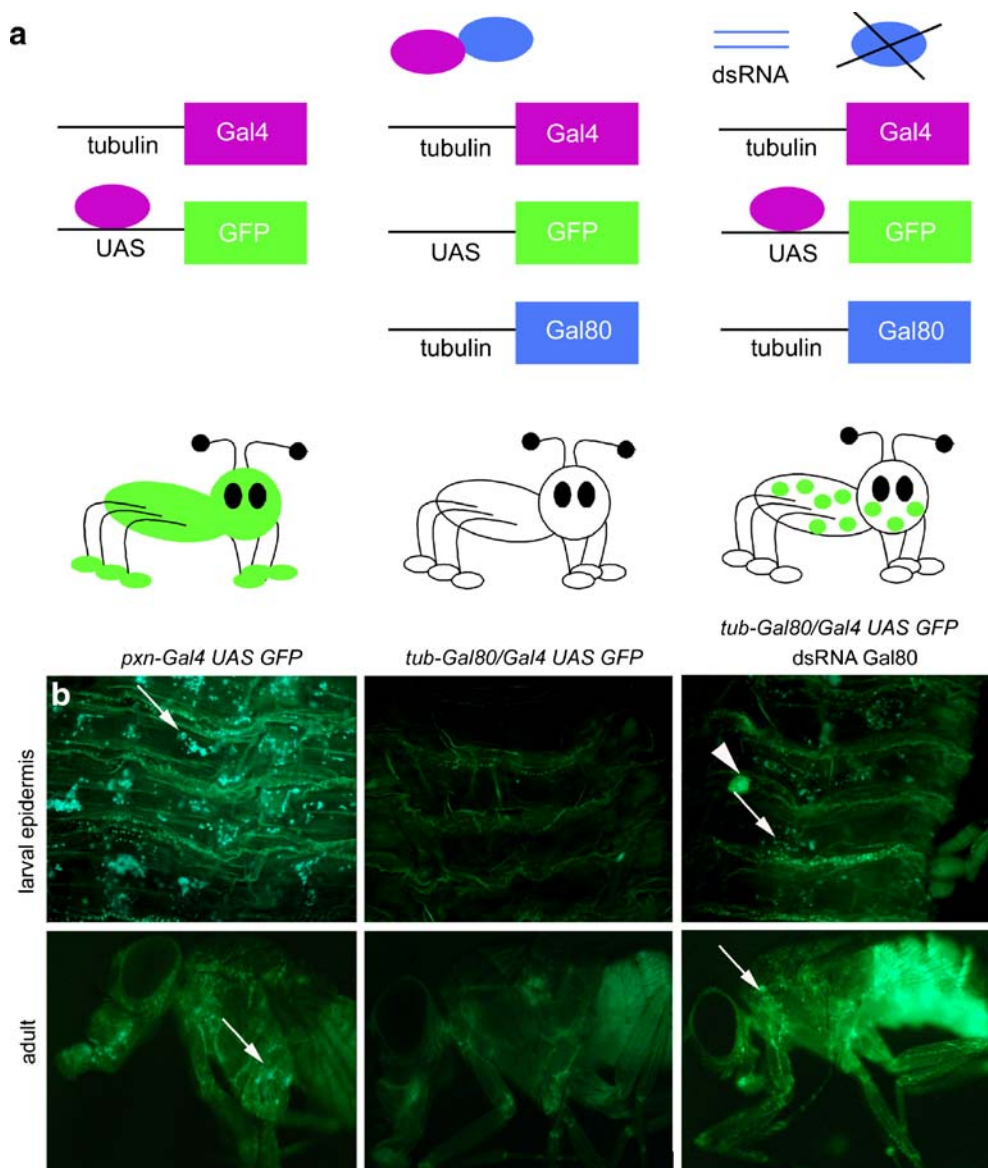 a
dsRNA
tubulin Gal4 tubulin Gal4 tubulin Gal4
UAS GFP UAS GFP UAS GFP
tubulin Gal80 tubulin Gal80
pxn-Gal4 UAS GFP
tub-Gal80/Gal4 UAS GFP
tub-Gal80/Gal4 UAS GFP
dsRNA Gal80
b
larval epidermis
adult